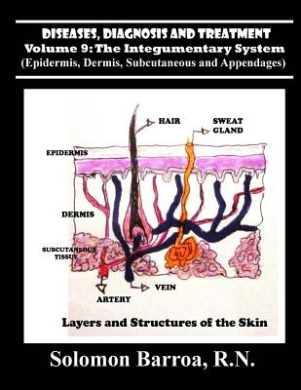 DISEASES, DIAGNOSIS AND TREATMENT
Volume 9: The Integumentary System
(Epidermis, Dermis, Subcutaneous and Appendages)
HAIR
SWEAT
GLAND
EPIDERMIS
DERMIS
SUBCUTANEOUS
TISSUE
VEIN
ARTERY
Layers and Structures of the Skin
Solomon Barroa, R.N.